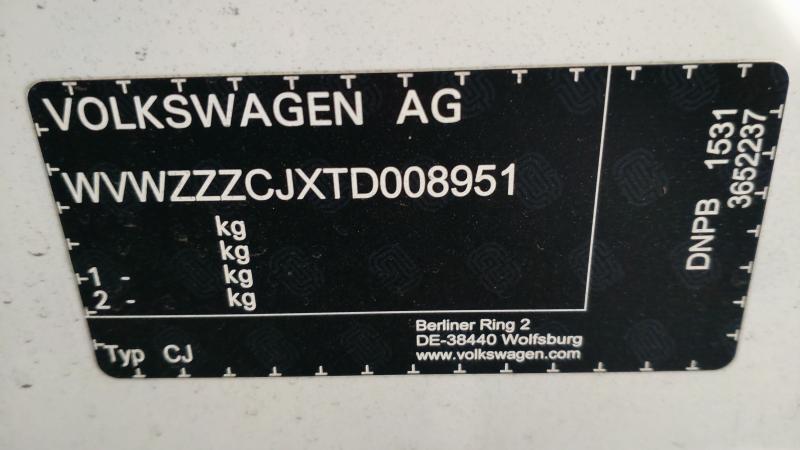 VOLKSWAGEN AG
WVWZZZCJXTD008951
kg
kg
1 - kg
2 - kg
Typ CJ
Berliner Ring 2
DE-38440 Wolfsburg
www.volkswagen.com
DNPB 1531
3652237